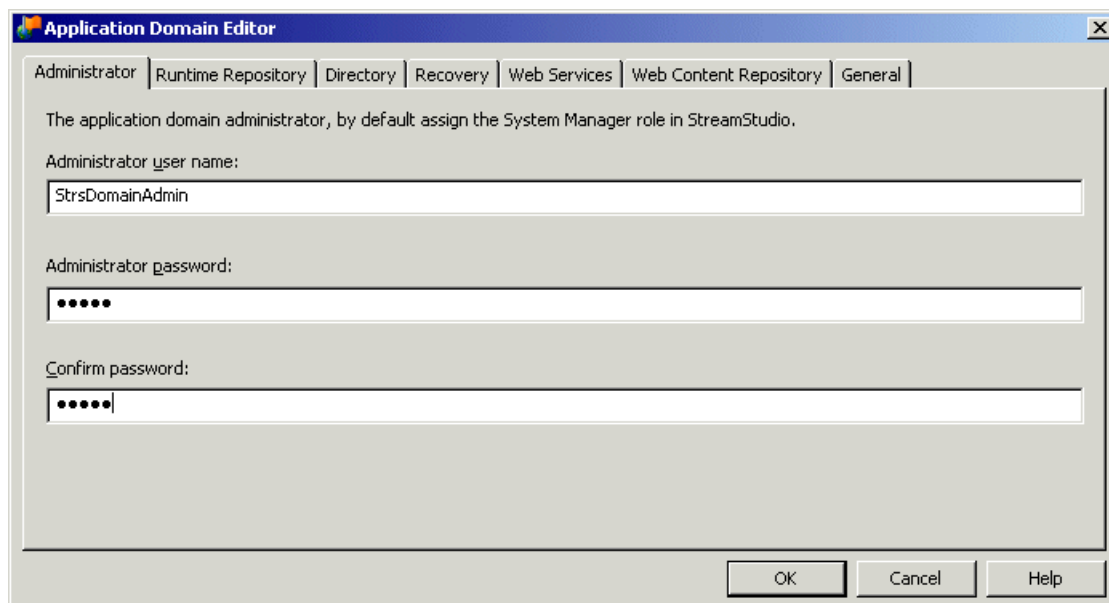 Application Domain Editor
Administrator Runtime Repository Directory Recovery Web Services Web Content Repository General
The application domain administrator, by default assign the System Manager role in StreamStudio.
Administrator user name:
StrsDomainAdmin
Administrator password:
●●●●●
Confirm password:
●●●●●
OK Cancel Help